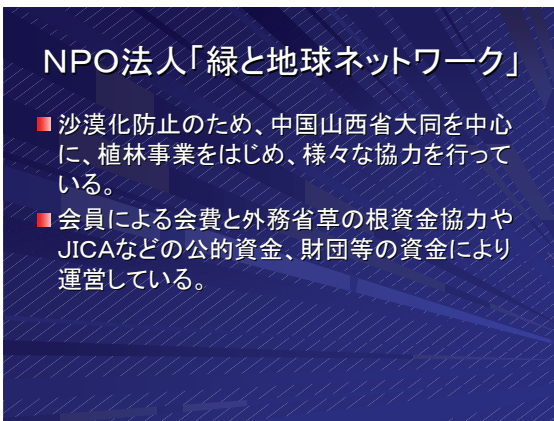 NPO法人「緑と地球ネットワーク」
沙漠化防止のため、中国山西省大同を中心
に、植林事業をはじめ、様々な協力を行って
いる。
会員による会費と外務省草の根資金協力や
JICAなどの公的資金、財団等の資金により
運営している。